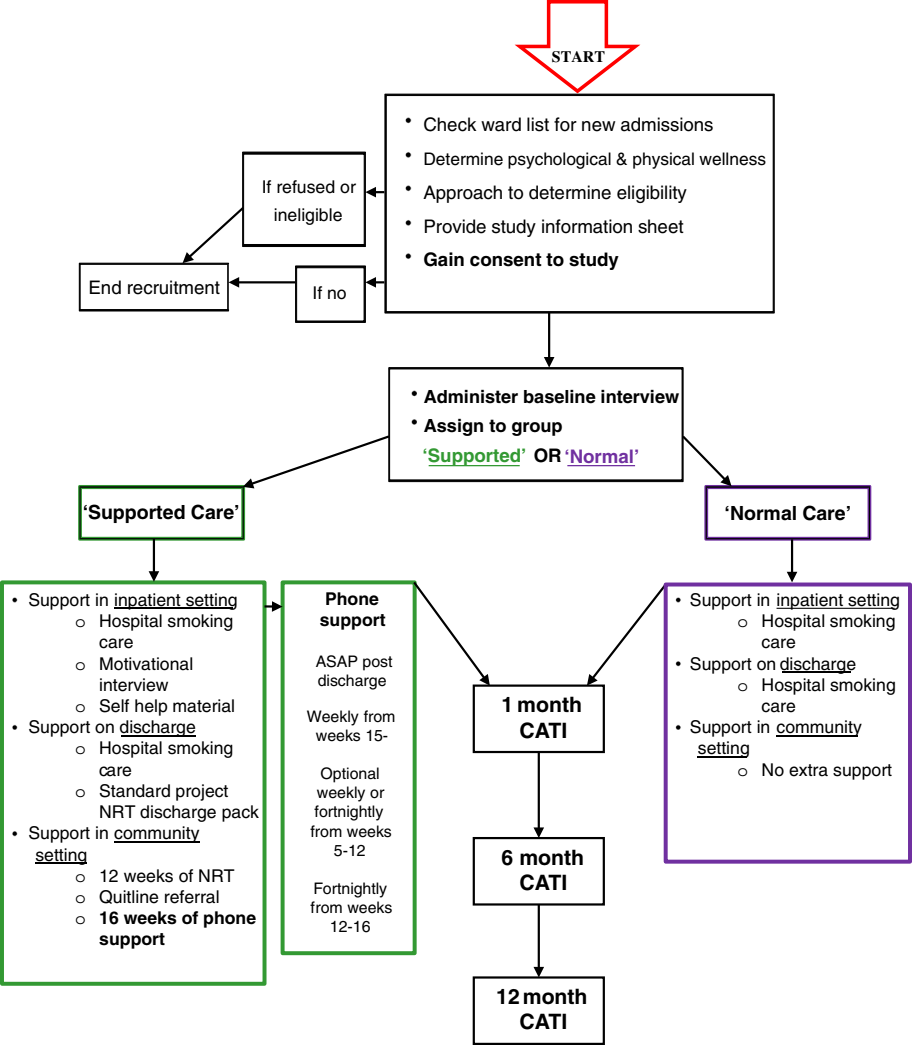 START
• Check ward list for new admissions
• Determine psychological & physical wellness
• Approach to determine eligibility
• Provide study information sheet
• Gain consent to study
If refused or
ineligible
End recruitment
If no
• Administer baseline interview
• Assign to group
‘Supported’ OR ‘Normal’
‘Supported Care’
‘Normal Care’
• Support in inpatient setting
o Hospital smoking
care
o Motivational
interview
o Self help material
• Support on discharge
o Hospital smoking
care
o Standard project
NRT discharge pack
• Support in community
setting
o 12 weeks of NRT
o Quitline referral
o 16 weeks of phone
support
Phone
support
ASAP post
discharge
Weekly from
weeks 15-
Optional
weekly or
fortnightly
from weeks
5-12
Fortnightly
from weeks
12-16
1 month
CATI
6 month
CATI
12 month
CATI
• Support in inpatient setting
o Hospital smoking
care
• Support on discharge
o Hospital smoking
care
• Support in community
setting
o No extra support